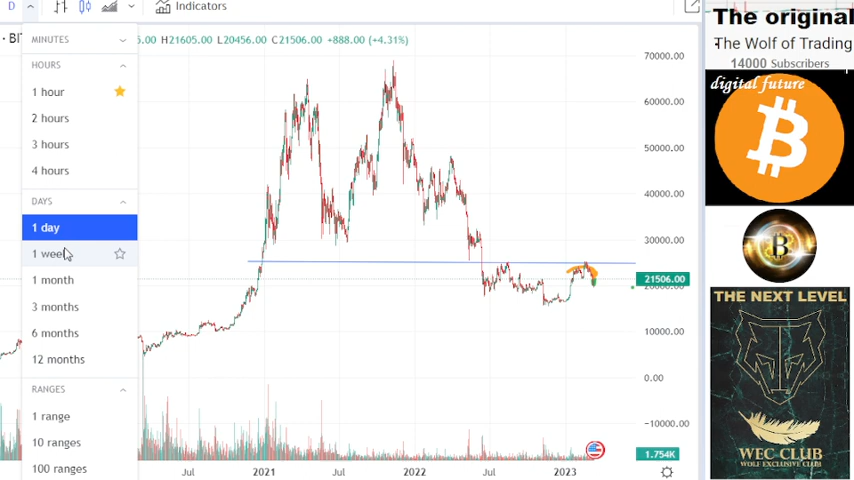 D
Indicators
BIT
5.00 H21605.00 L20456.00 C21506.00 +888.00 (+4.31%)
MINUTES
HOURS
1 hour
2 hours
3 hours
4 hours
DAYS
1 day
1 week
1 month
3 months
6 months
12 months
RANGES
1 range
10 ranges
100 ranges
70000.00
60000.00
50000.00
40000.00
30000.00
21506.00
10000.00
0.00
−10000.00
1.754K
Jul
2021
Jul
2022
Jul
2023
The original
The Wolf of Trading
14000 Subscribers
digital future
THE NEXT LEVEL
WEC CLUB
WOLF EXCLUSIVE CLUB